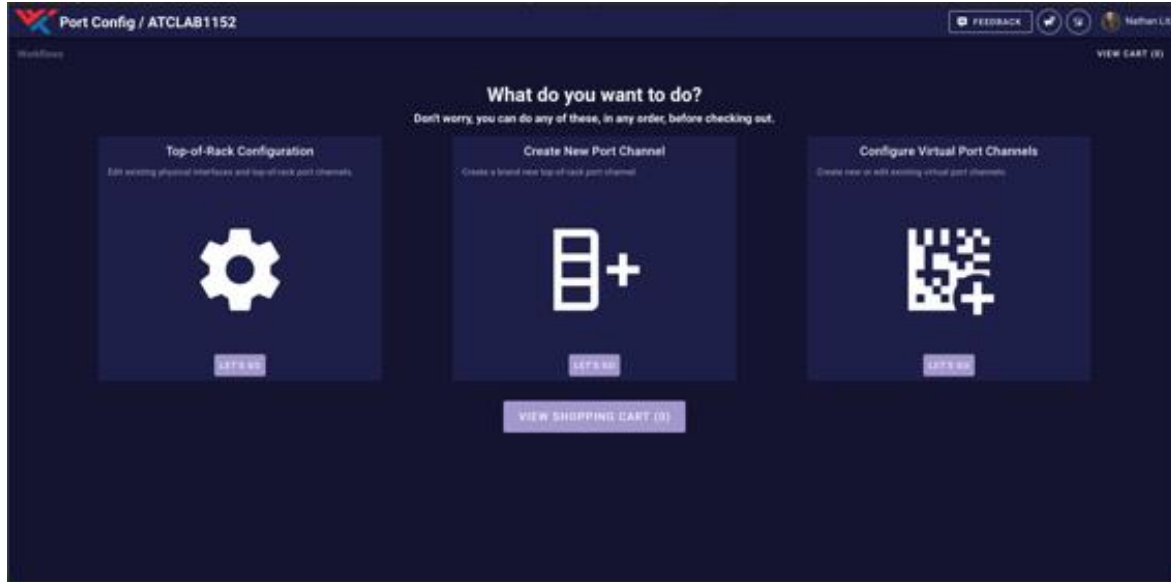 Port Config / ATCLAB1152
FEEDBACK
Nathan Lit
Workflows
VIEW CART (0)
What do you want to do?
Don't worry, you can do any of these, in any order, before checking out.
Top-of-Rack Configuration
Edit existing physical interfaces and top-of-rack port channels.
LET'S GO
Create New Port Channel
Create a brand new top-of-rack port channel
LET'S GO
Configure Virtual Port Channels
Create new or edit existing virtual port channels
LET'S GO
VIEW SHOPPING CART (0)